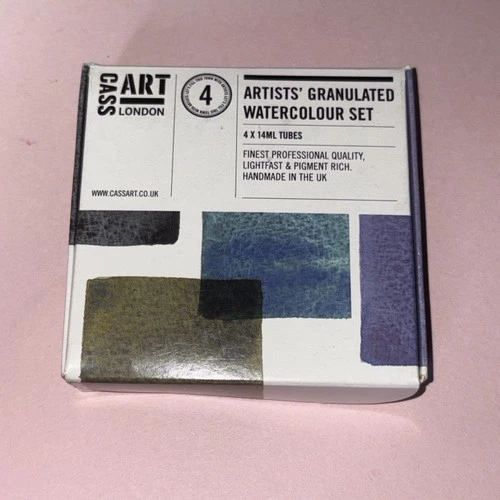 CASS
ART
LONDON
WWW.CASSART.CO.UK
4
ARTISTS' GRANULATED
WATERCOLOUR SET
4 X 14ML TUBES
FINEST PROFESSIONAL QUALITY,
LIGHTFAST & PIGMENT RICH.
HANDMADE IN THE UK